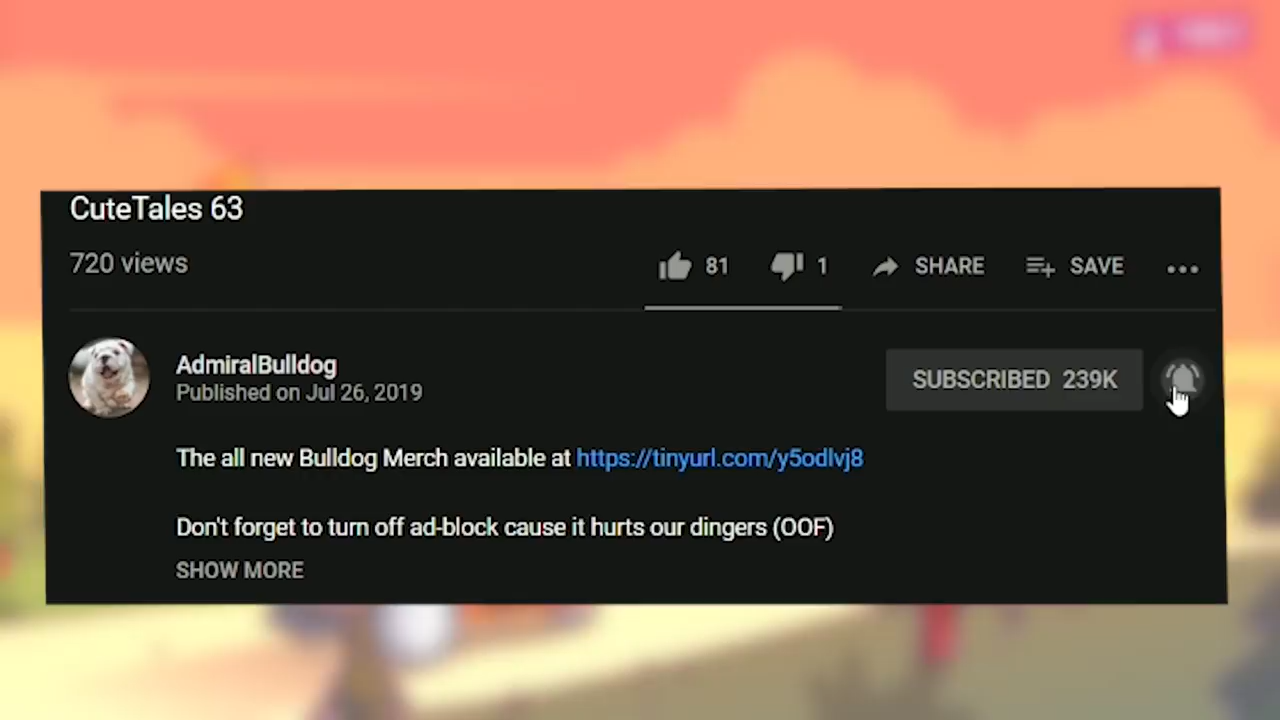 CuteTales 63
720 views
81 1 SHARE SAVE
AdmiralBulldog
Published on Jul 26, 2019
SUBSCRIBED 239K
The all new Bulldog Merch available at https://tinyurl.com/y5odlvj8
Don't forget to turn off ad-block cause it hurts our dingers (OOF)
SHOW MORE